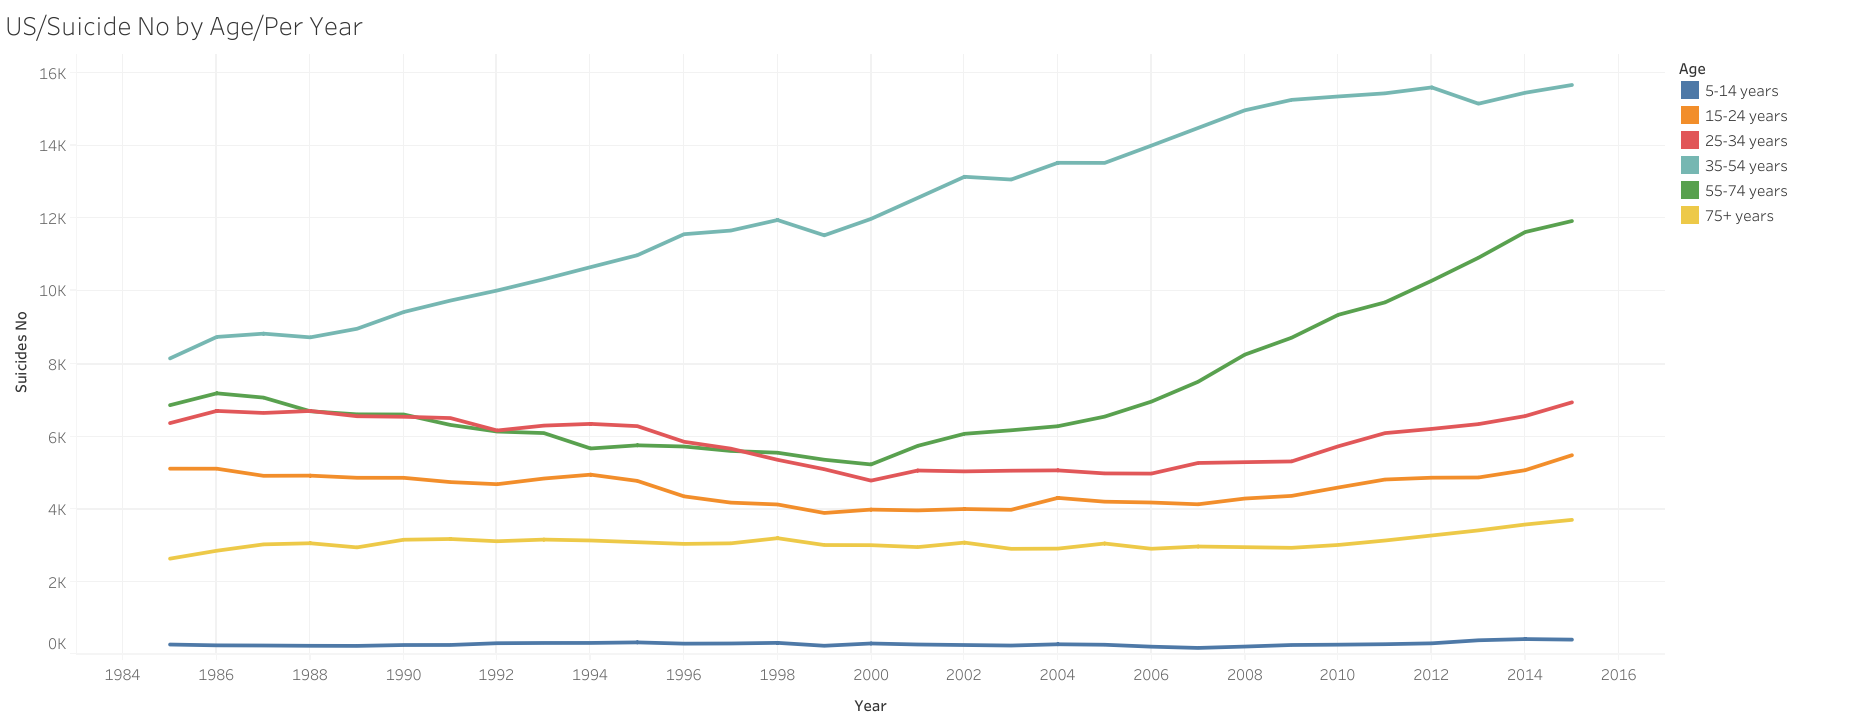 US/Suicide No by Age/Per Year
Age
5-14 years
15-24 years
25-34 years
35-54 years
55-74 years
75+ years
16K
14K
12K
10K
8K
6K
4K
2K
0K
Suicides No
1984 1986 1988 1990 1992 1994 1996 1998 2000 2002 2004 2006 2008 2010 2012 2014 2016
Year